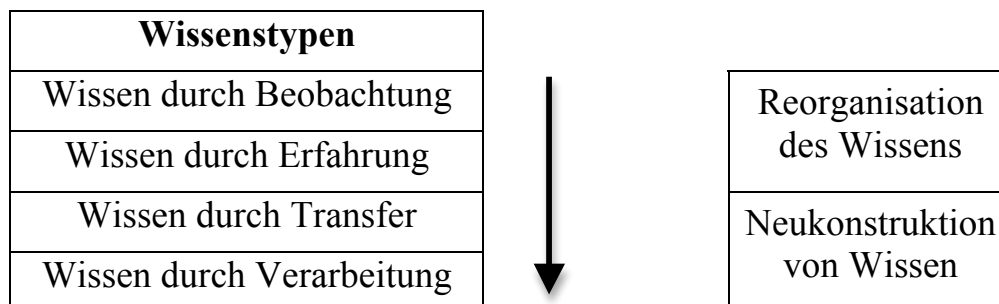 Wissenstypen
Wissen durch Beobachtung
Wissen durch Erfahrung
Wissen durch Transfer
Wissen durch Verarbeitung
Reorganisation
des Wissens
Neukonstruktion
von Wissen